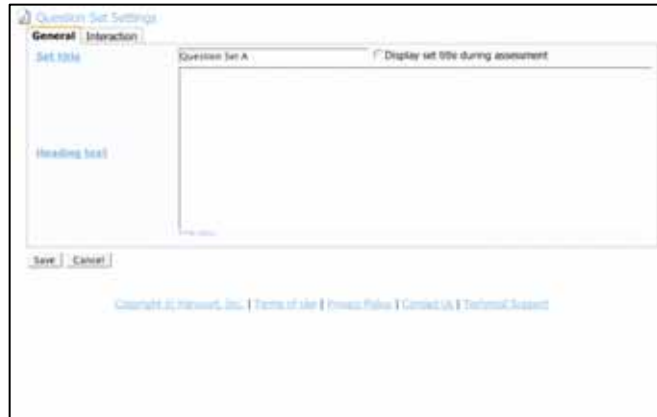 Question Set Settings
General Interaction
Set title Question Set A Display set title during assessment
Heading text
Save Cancel
Copyright © Harcourt, Inc. | Terms of Use | Privacy Policy | Contact Us | Technical Support